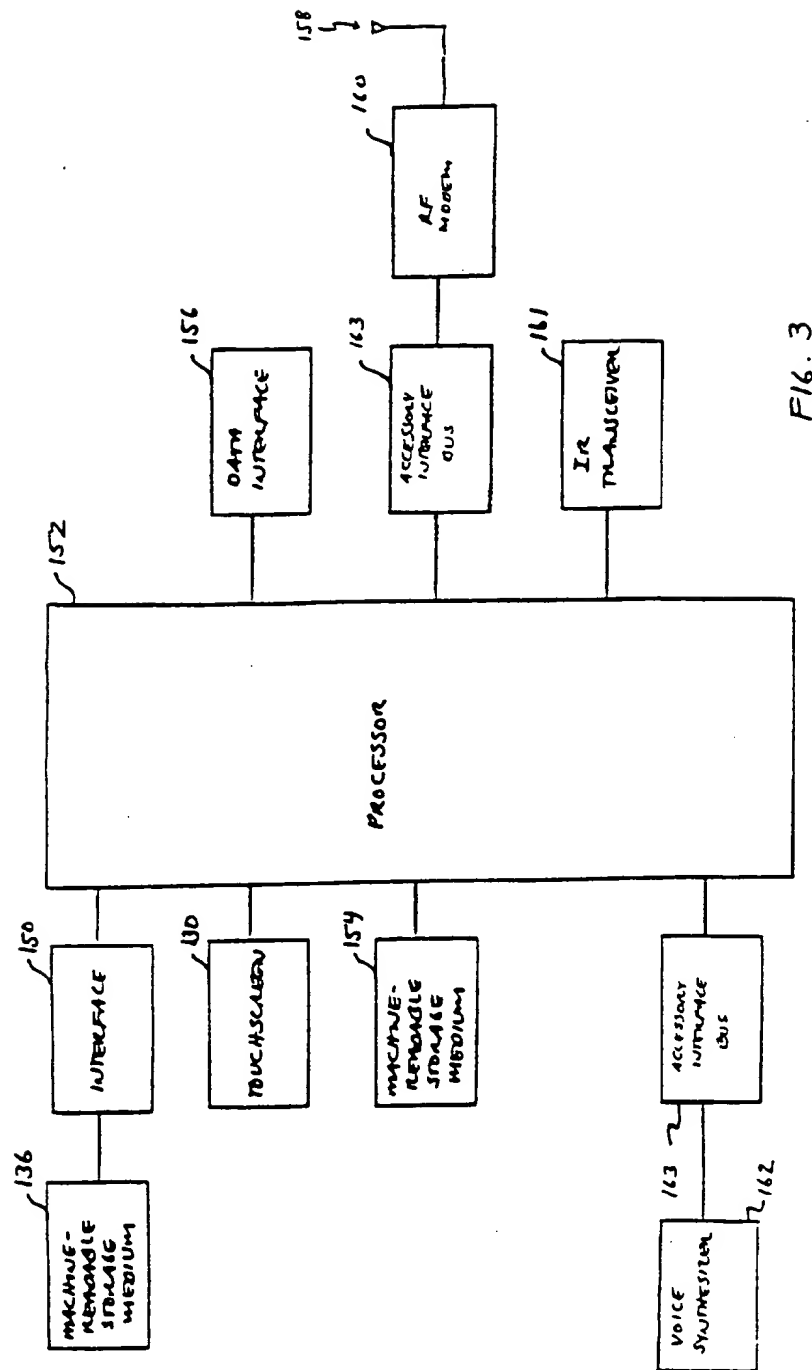 136
MACHINE-
READABLE
STORAGE
MEDIUM
150
INTERFACE
130
TOUCHSCREEN
154
MACHINE-
READABLE
STORAGE
MEDIUM
163
ACCESSORY
INTERFACE
BUS
162
VOICE
SYNTHESIZER
152
PROCESSOR
156
DATA
INTERFACE
163
ACCESSORY
INTERFACE
BUS
160
RF
MODEM
158
161
IR
TRANSCEIVER
FIG. 3